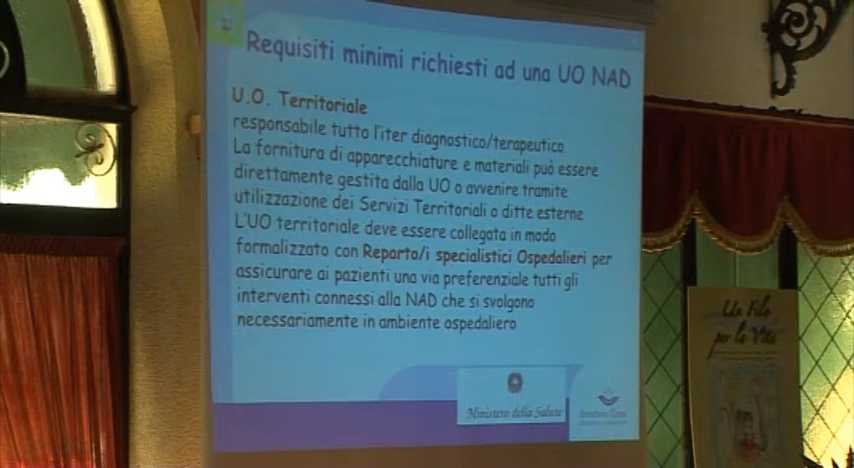 Requisiti minimi richiesti ad una UO NAD
U.O. Territoriale
responsabile tutto l'iter diagnostico/terapeutico
La fornitura di apparecchiature e materiali può essere
direttamente gestita dalla UO o avvenire tramite
utilizzazione dei Servizi Territoriali o ditte esterne
L'UO territoriale deve essere collegata in modo
formalizzato con Reparto/i specialistici Ospedalieri per
assicurare ai pazienti una via preferenziale tutti gli
interventi connessi alla NAD che si svolgono
necessariamente in ambiente ospedaliero
Ministero della Salute
Un Filo
per la Vita